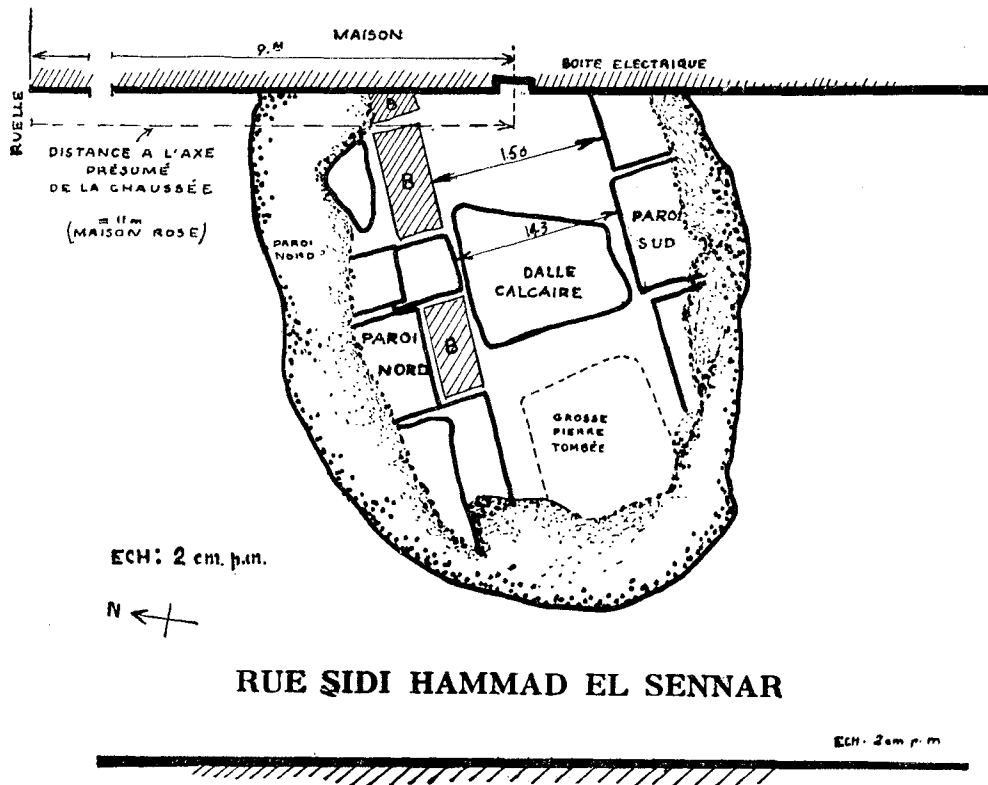 MAISON
9.M
BOITE ELECTRIQUE
RUELLE
DISTANCE A L'AXE
PRÉSUMÉ
DE LA CHAUSSÉE
= 11 m
(MAISON ROSE)
B
B
1.50
PAROI
NORD
1.43
PAROI
SUD
DALLE
CALCAIRE
PAROI
NORD
B
GROSSE
PIERRE
TOMBÉE
ECH: 2 cm. p.m.
N
RUE SIDI HAMMAD EL SENNAR
ECH. 2 cm p. m